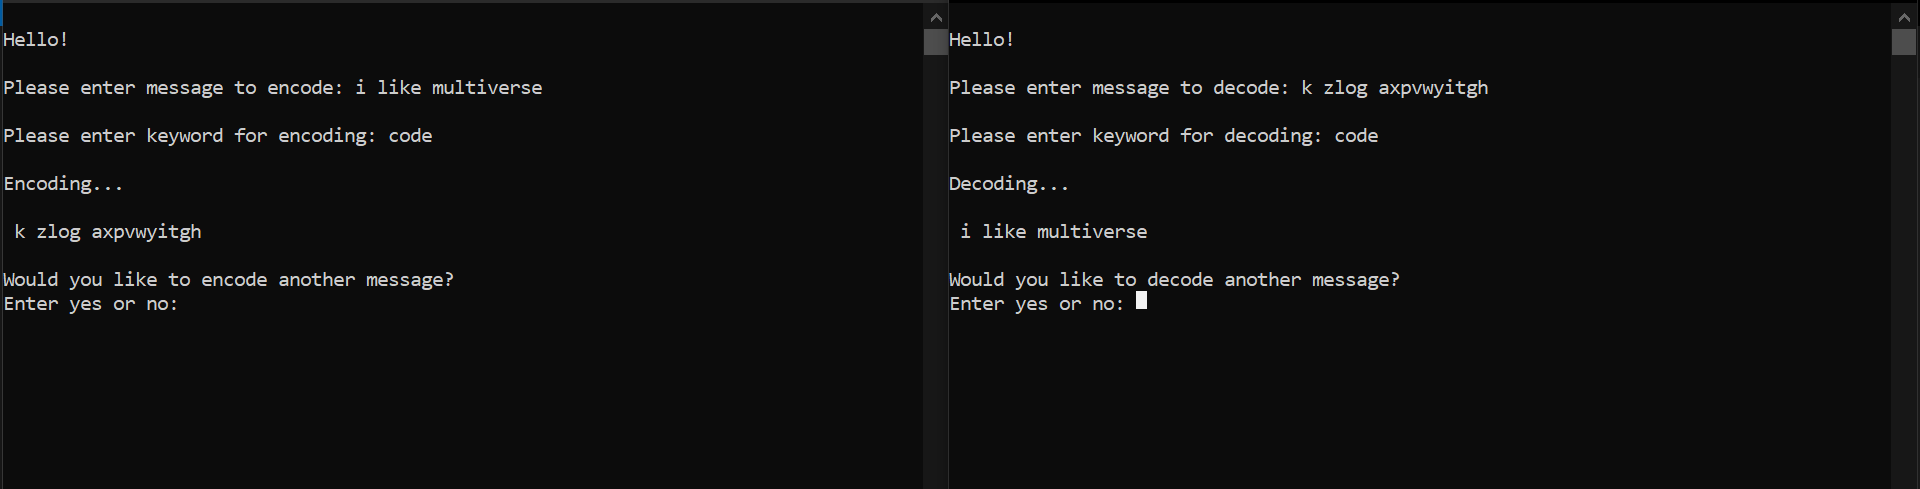 Hello!
Please enter message to encode: i like multiverse
Please enter keyword for encoding: code
Encoding...
k zlog axpvwyitgh
Would you like to encode another message?
Enter yes or no:
Hello!
Please enter message to decode: k zlog axpvwyitgh
Please enter keyword for decoding: code
Decoding...
i like multiverse
Would you like to decode another message?
Enter yes or no: